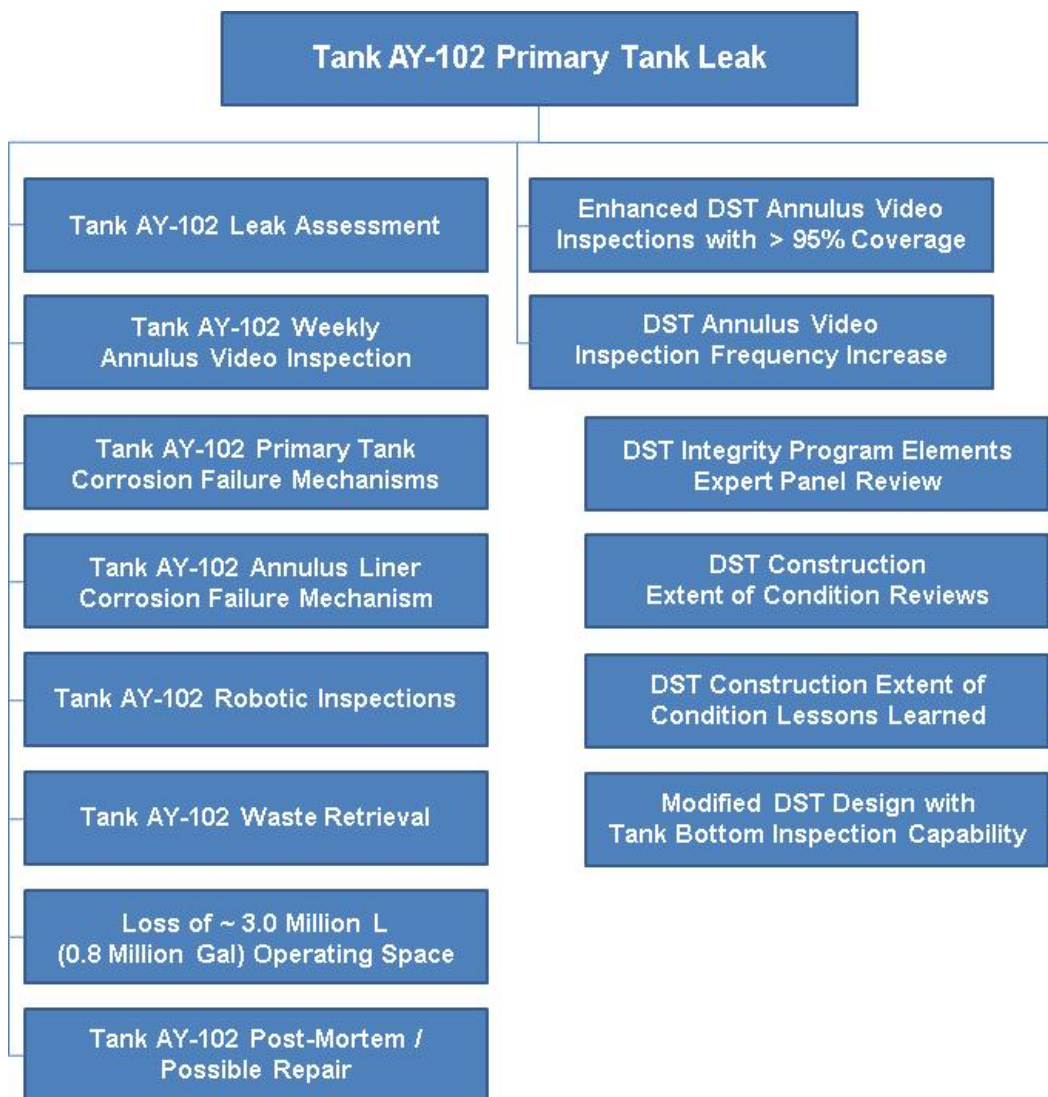 Tank AY-102 Primary Tank Leak
Tank AY-102 Leak Assessment
Tank AY-102 Weekly
Annulus Video Inspection
Tank AY-102 Primary Tank
Corrosion Failure Mechanisms
Tank AY-102 Annulus Liner
Corrosion Failure Mechanism
Tank AY-102 Robotic Inspections
Tank AY-102 Waste Retrieval
Loss of ~ 3.0 Million L
(0.8 Million Gal) Operating Space
Tank AY-102 Post-Mortem /
Possible Repair
Enhanced DST Annulus Video
Inspections with > 95% Coverage
DST Annulus Video
Inspection Frequency Increase
DST Integrity Program Elements
Expert Panel Review
DST Construction
Extent of Condition Reviews
DST Construction Extent of
Condition Lessons Learned
Modified DST Design with
Tank Bottom Inspection Capability